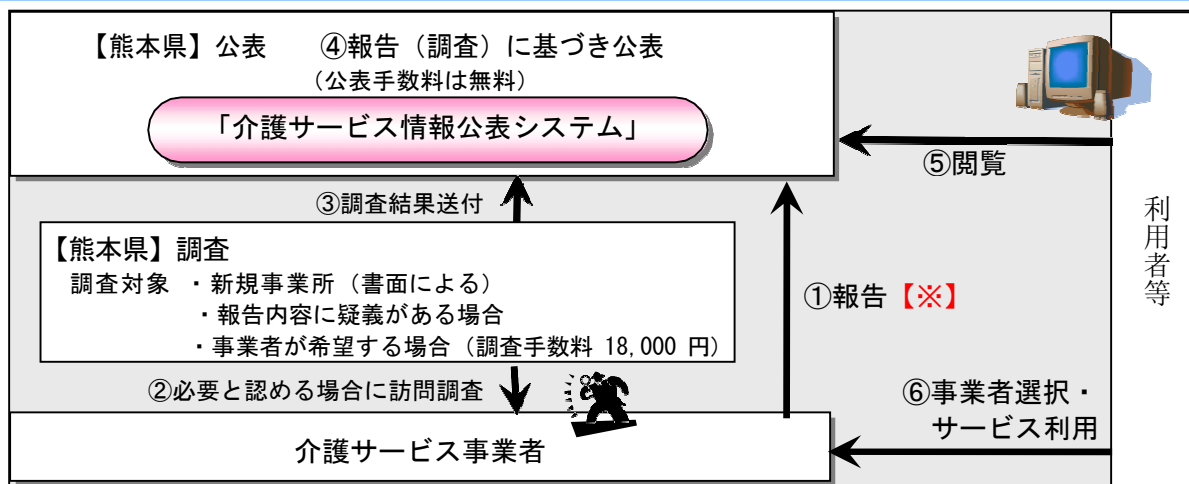 【熊本県】公表　④報告（調査）に基づき公表
（公表手数料は無料）
「介護サービス情報公表システム」
⑤閲覧
③調査結果送付
【熊本県】調査
調査対象　・新規事業所（書面による）
・報告内容に疑義がある場合
・事業者が希望する場合（調査手数料 18,000 円）
①報告【※】
②必要と認める場合に訪問調査
介護サービス事業者
⑥事業者選択・
サービス利用
利用者等